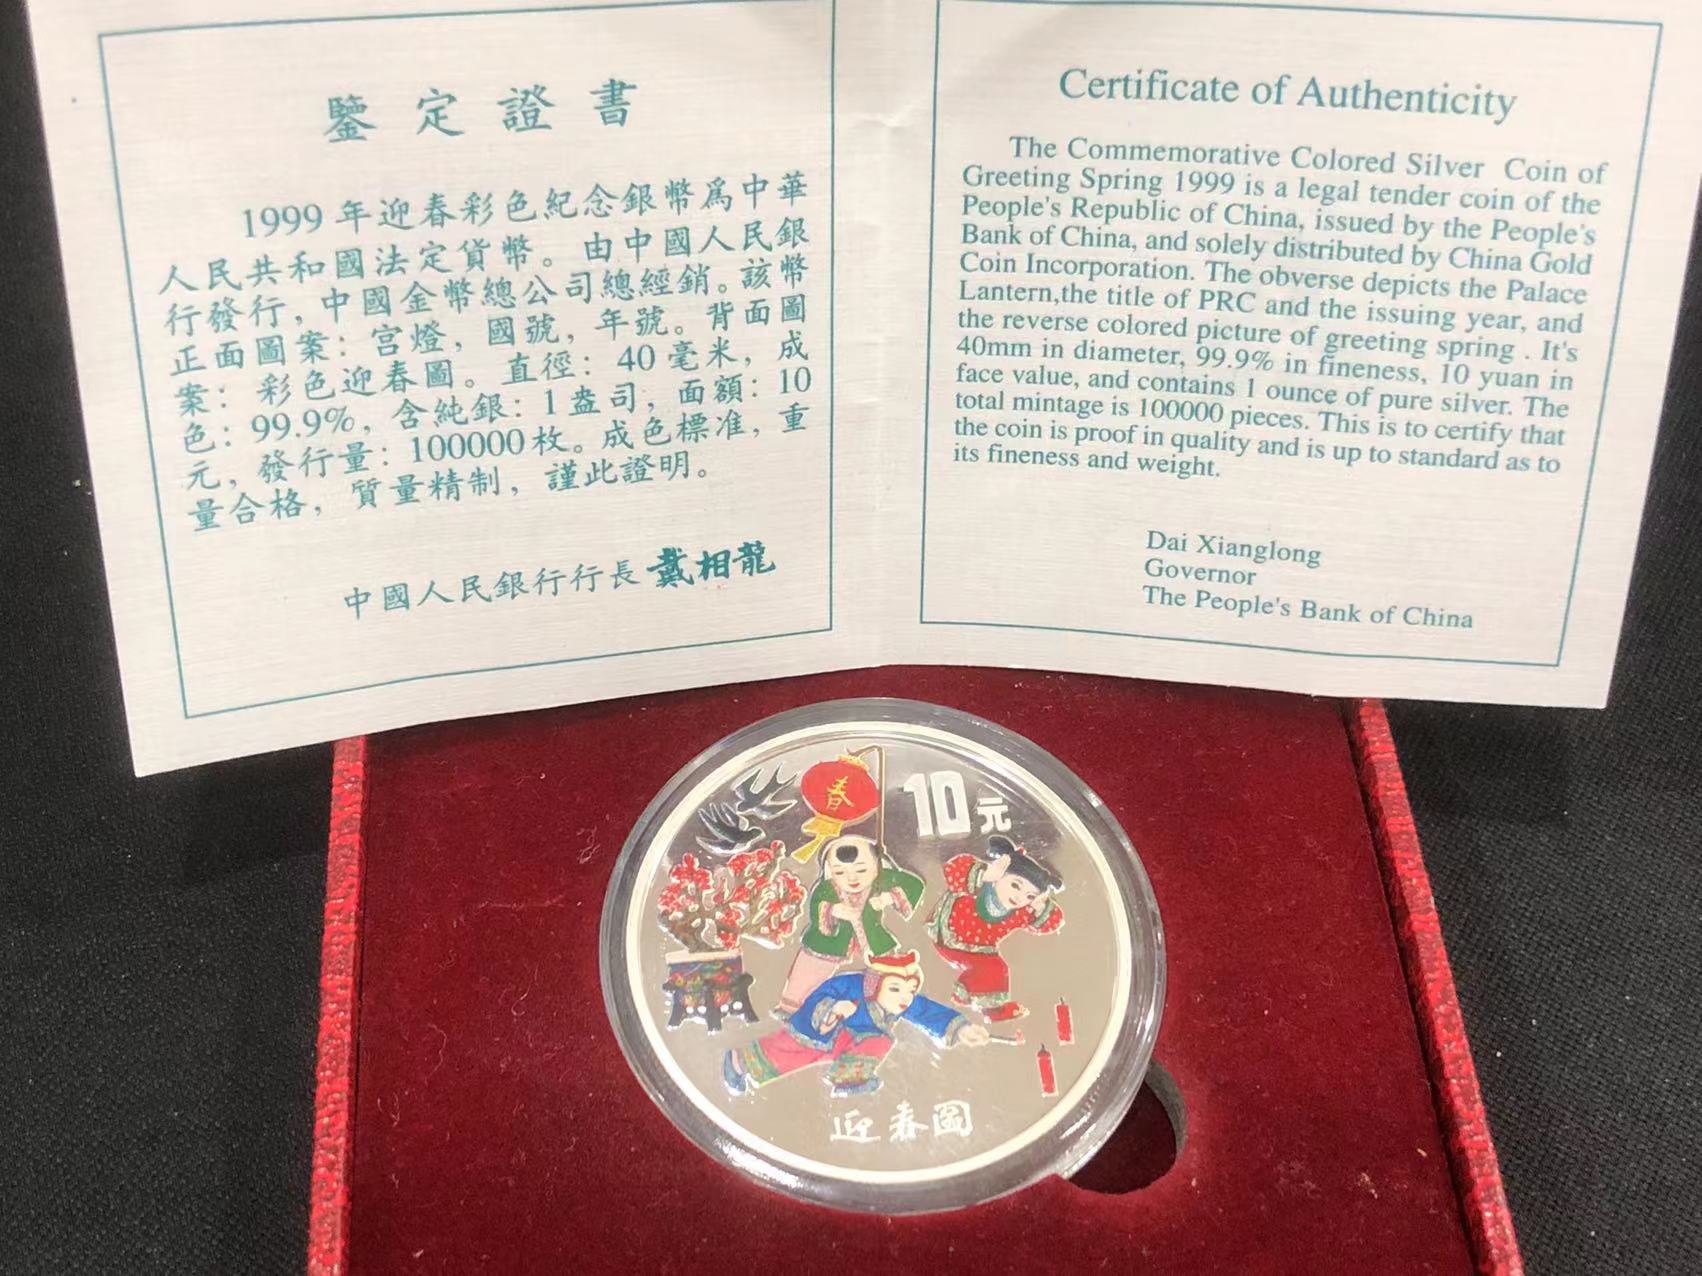 鑒定證書
1999年迎春彩色紀念銀幣爲中華
人民共和國法定貨幣。由中國人民銀
行發行，中國金幣總公司總經銷。該幣
正面圖案：宮燈，國號，年號。背面圖
案：彩色迎春圖。直徑：40毫米，成
色：99.9%，含純銀：1盎司，面額：10
元，發行量：100000枚。成色標准，重
量合格，質量精制，謹此證明。
中國人民銀行行長 戴相龍
Certificate of Authenticity
The Commemorative Colored Silver Coin of
Greeting Spring 1999 is a legal tender coin of the
People's Republic of China, issued by the People's
Bank of China, and solely distributed by China Gold
Coin Incorporation. The obverse depicts the Palace
Lantern,the title of PRC and the issuing year, and
the reverse colored picture of greeting spring . It's
40mm in diameter, 99.9% in fineness, 10 yuan in
face value, and contains 1 ounce of pure silver. The
total mintage is 100000 pieces. This is to certify that
the coin is proof in quality and is up to standard as to
its fineness and weight.
Dai Xianglong
Governor
The People's Bank of China
春
10元
迎春圖